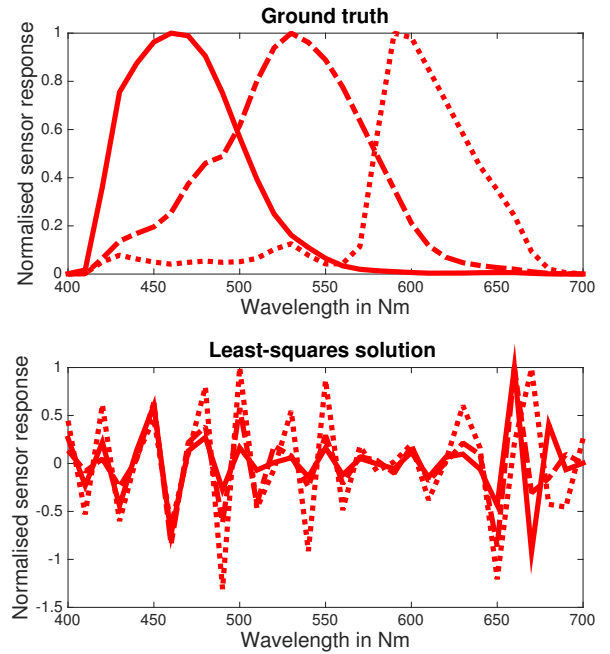 Ground truth
Normalised sensor response
1
0.8
0.6
0.4
0.2
0
400 450 500 550 600 650 700
Wavelength in Nm
Least-squares solution
Normalised sensor response
1
0.5
0
-0.5
-1
-1.5
400 450 500 550 600 650 700
Wavelength in Nm